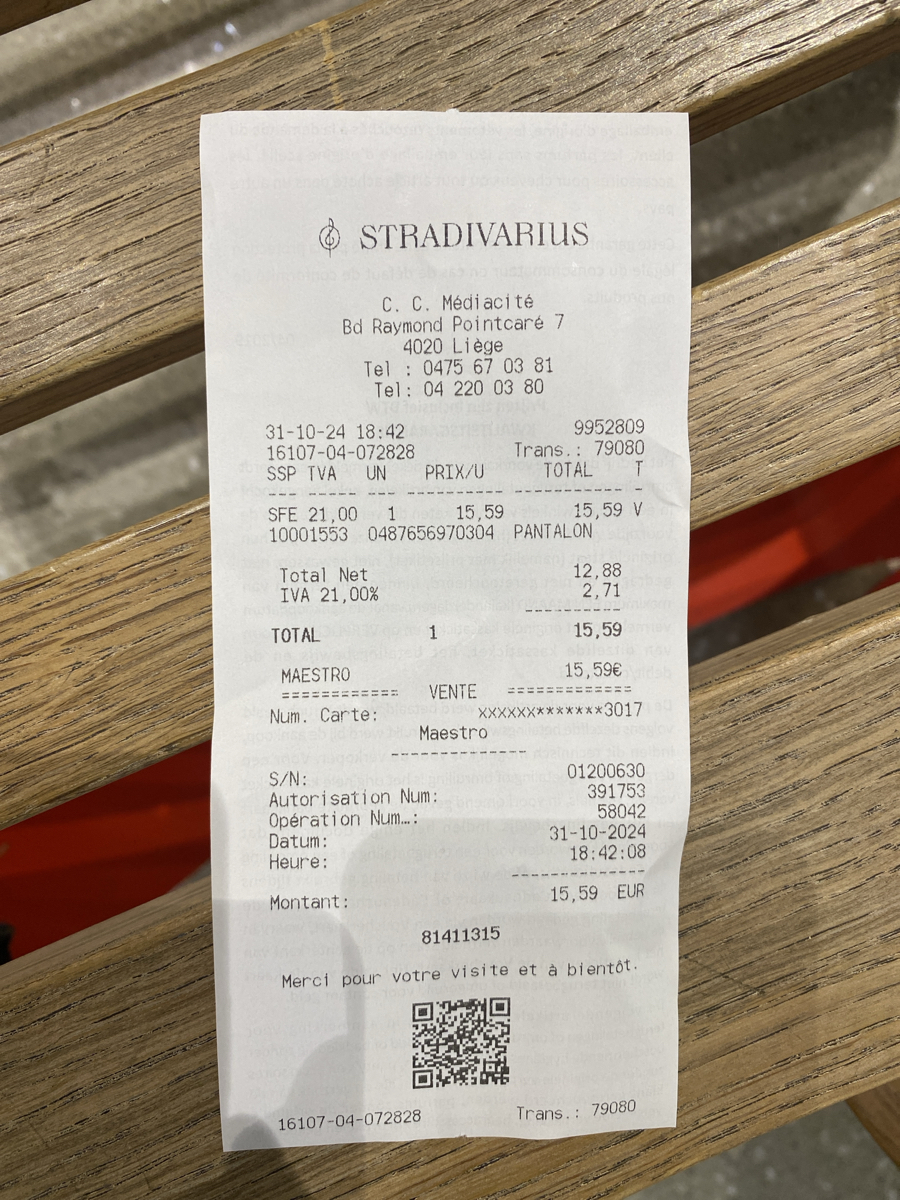 STRADIVARIUS
C. C. Médiacité
Bd Raymond Pointcaré 7
4020 Liège
Tel : 0475 67 03 81
Tel: 04 220 03 80
31-10-24 18:42 9952809
16107-04-072828 Trans.: 79080
SSP TVA UN PRIX/U TOTAL T
SFE 21,00 1 15,59 15,59 V
10001553 0487656970304 PANTALON
Total Net 12,88
IVA 21,00% 2,71
TOTAL 1 15,59
MAESTRO 15,59€
============ VENTE =============
Num. Carte: XXXXXX*******3017
Maestro
S/N: 01200630
Autorisation Num: 391753
Opération Num…: 58042
Datum: 31-10-2024
Heure: 18:42:08
Montant: 15,59 EUR
81411315
Merci pour votre visite et à bientôt.
16107-04-072828 Trans.: 79080